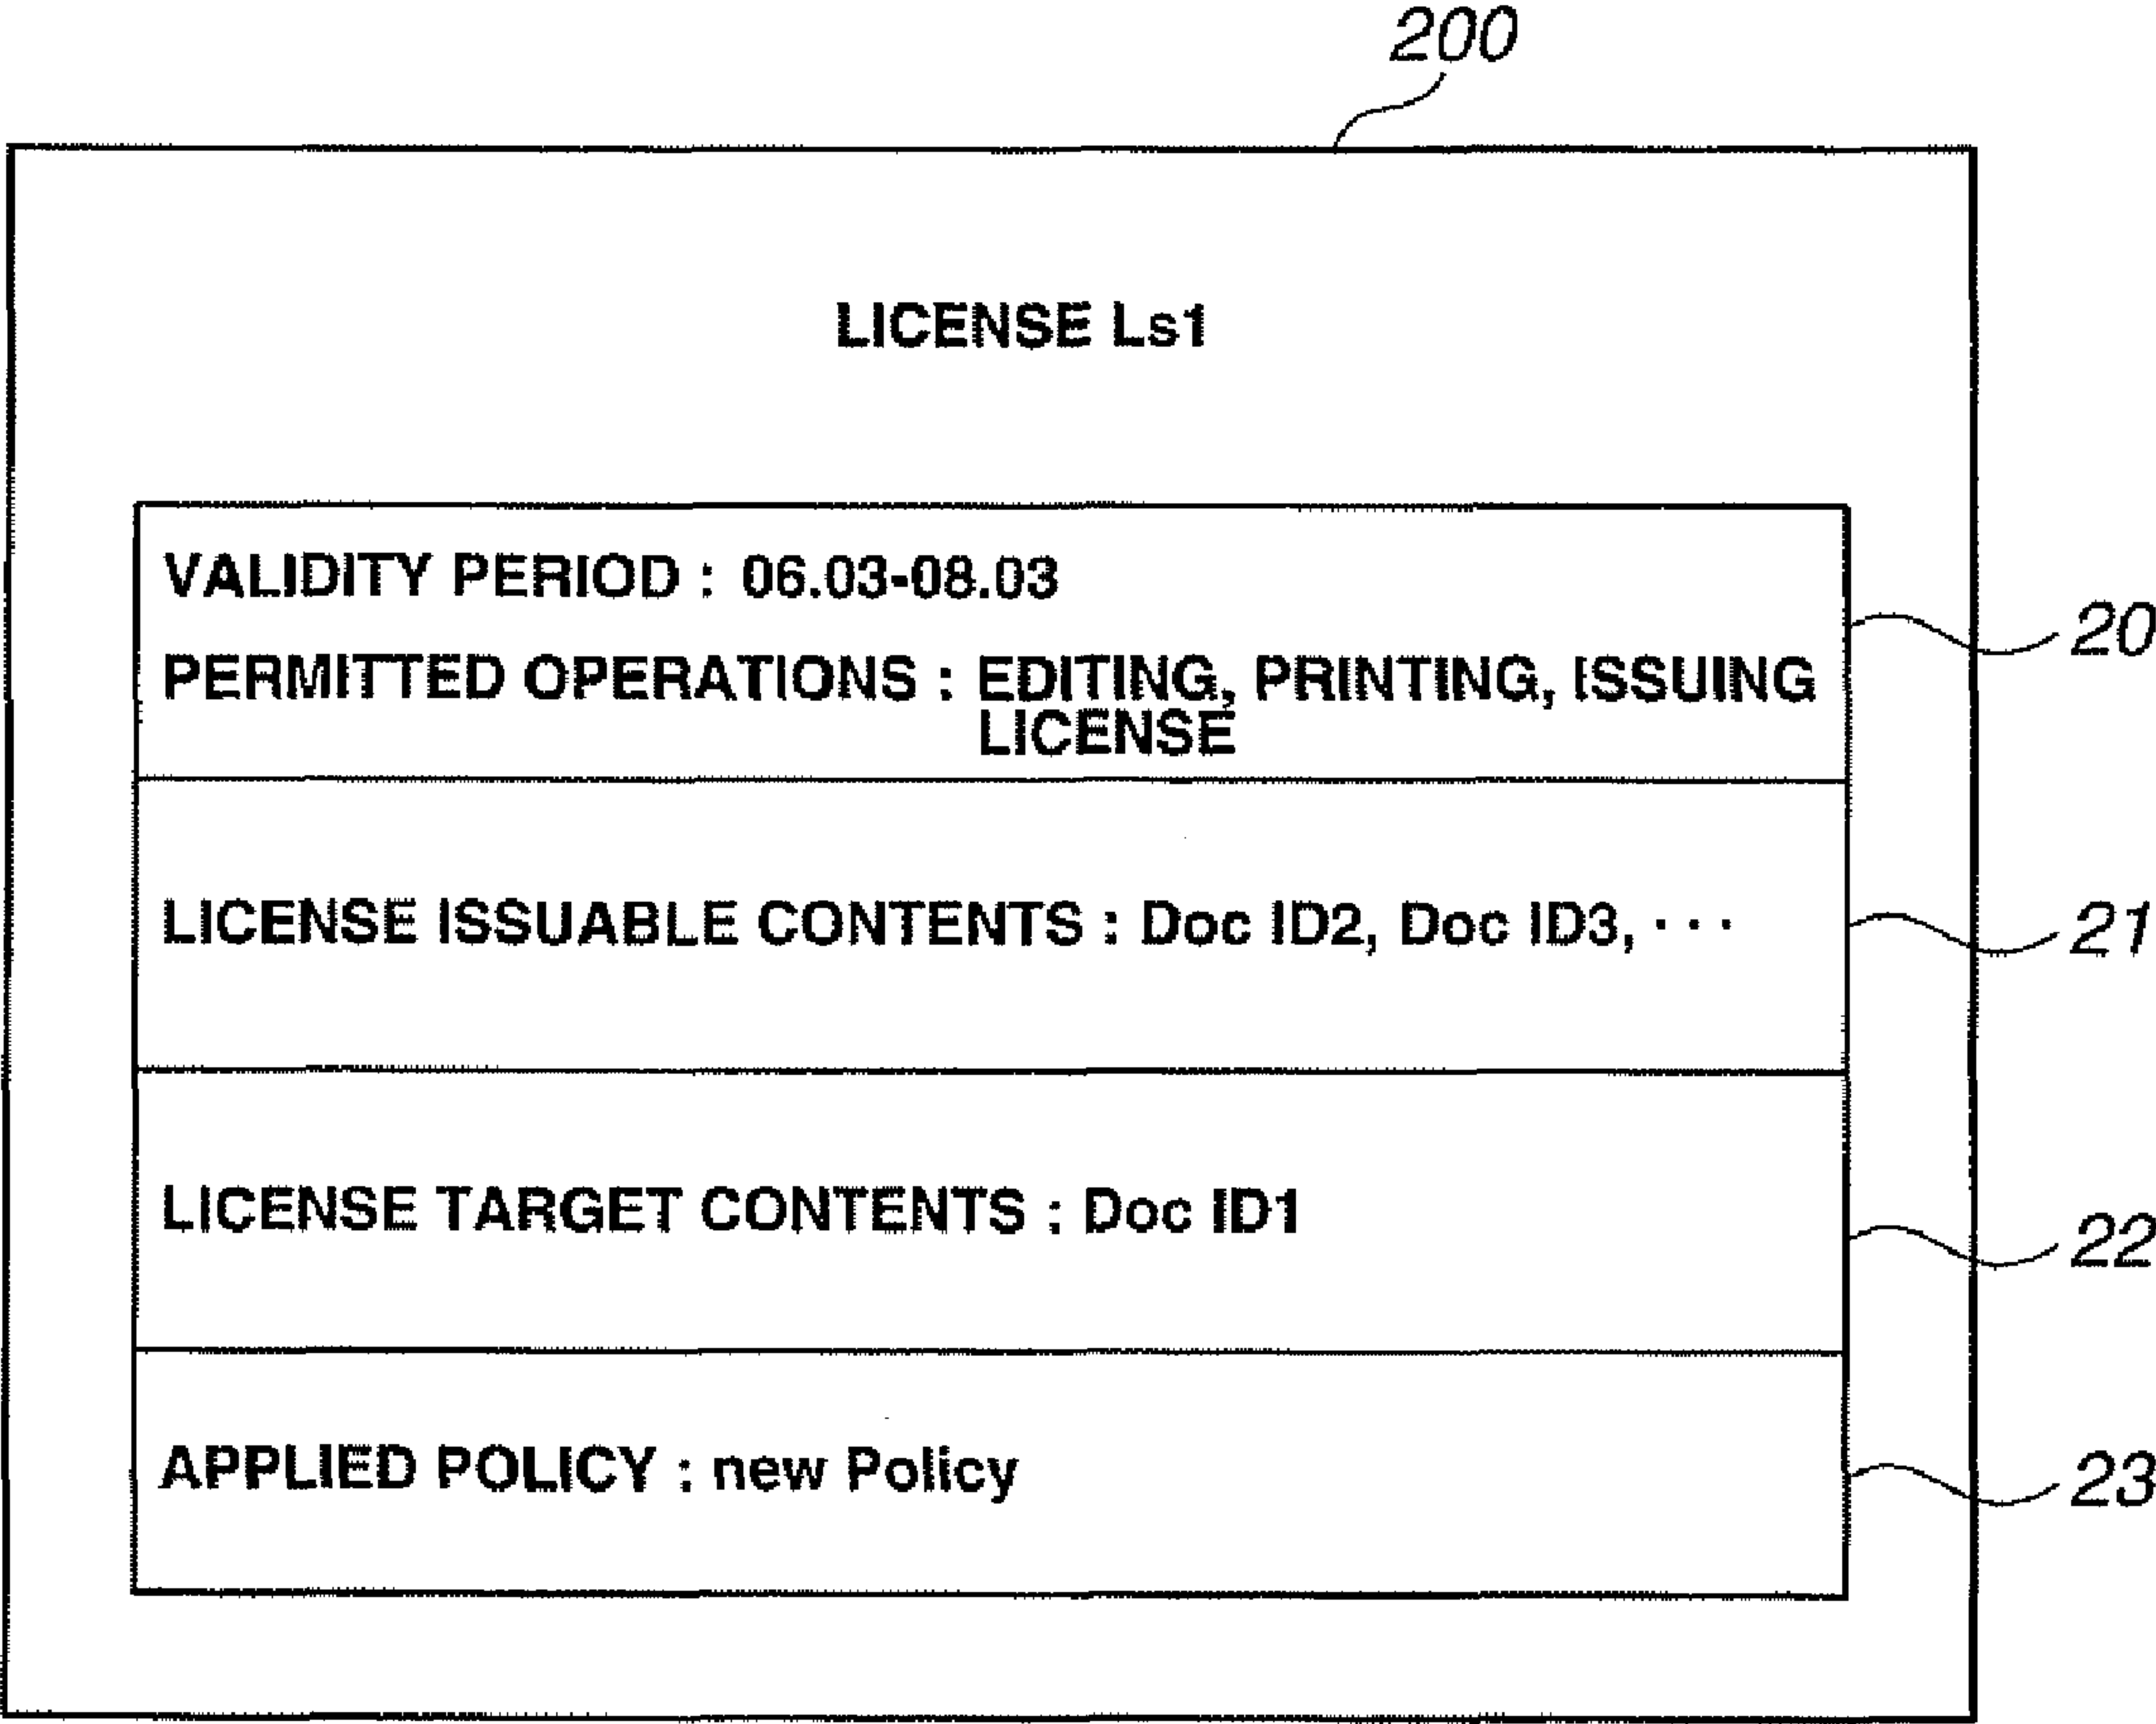 200
LICENSE Ls1
VALIDITY PERIOD : 06.03-08.03
20
PERMITTED OPERATIONS : EDITING, PRINTING, ISSUING
LICENSE
LICENSE ISSUABLE CONTENTS : Doc ID2, Doc ID3, ···
21
LICENSE TARGET CONTENTS : Doc ID1
22
APPLIED POLICY : new Policy
23